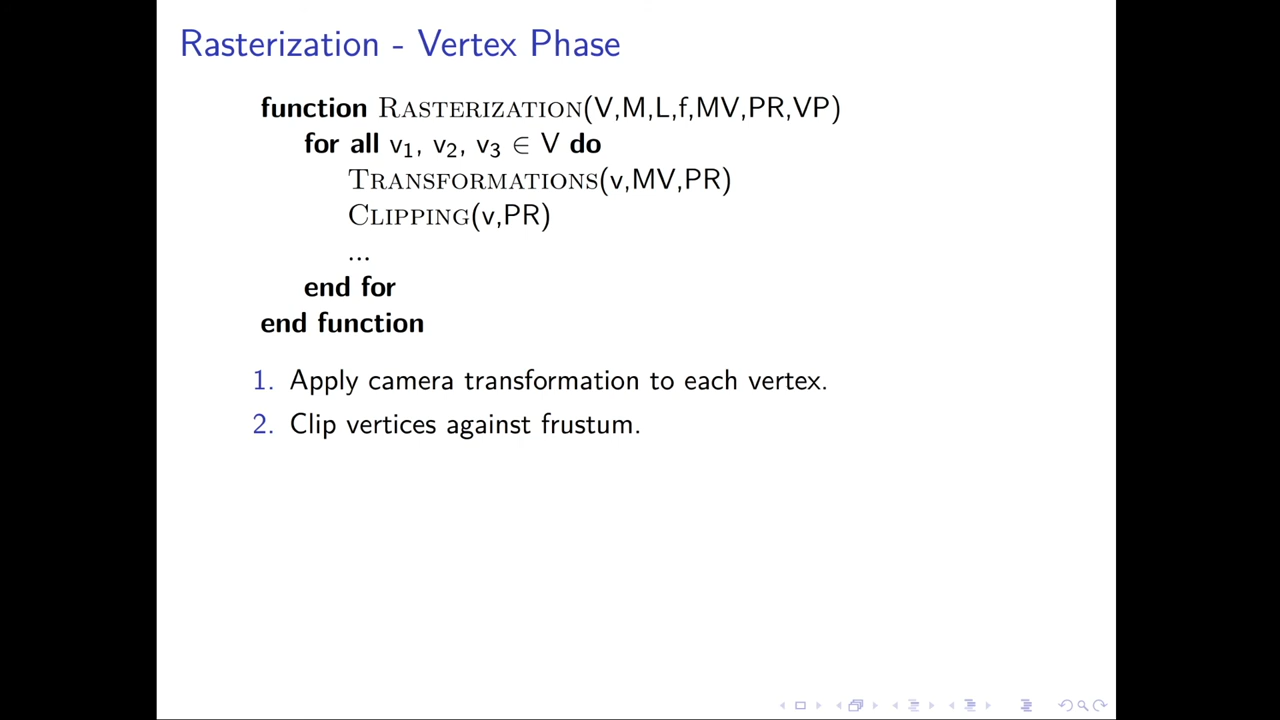 Rasterization - Vertex Phase
function RASTERIZATION(V,M,L,f,MV,PR,VP)
for all v₁, v₂, v₃ ∈ V do
TRANSFORMATIONS(v,MV,PR)
CLIPPING(v,PR)
...
end for
end function
1. Apply camera transformation to each vertex.
2. Clip vertices against frustum.